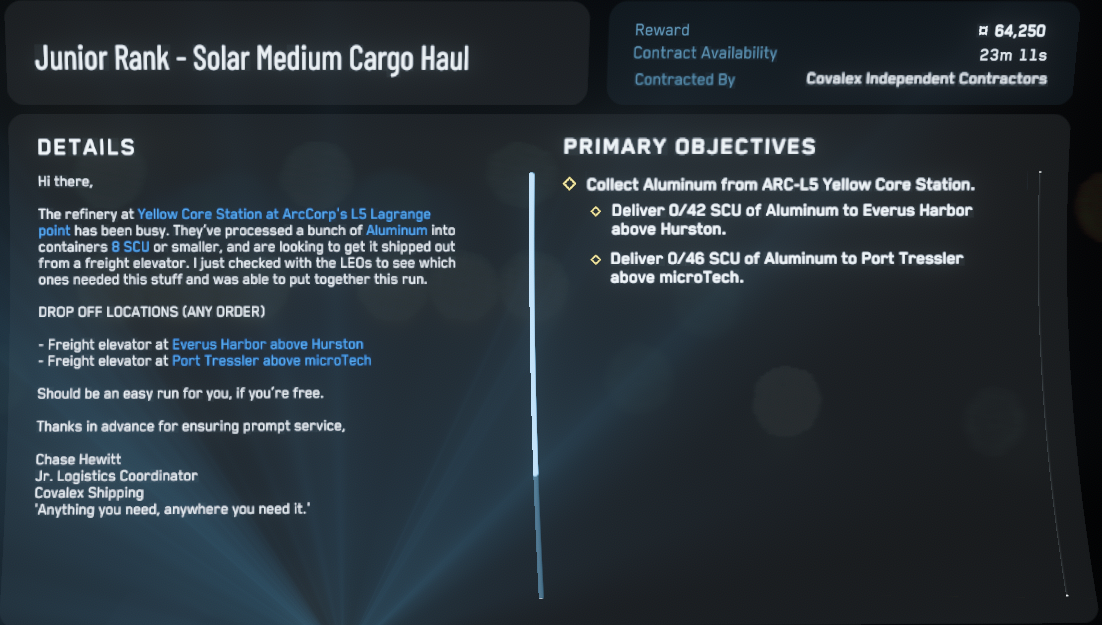 Junior Rank - Solar Medium Cargo Haul
Reward
¤ 64,250
Contract Availability
23m 11s
Contracted By
Covalex Independent Contractors
DETAILS
Hi there,
The refinery at Yellow Core Station at ArcCorp's L5 Lagrange
point has been busy. They've processed a bunch of Aluminum into
containers 8 SCU or smaller, and are looking to get it shipped out
from a freight elevator. I just checked with the LEOs to see which
ones needed this stuff and was able to put together this run.
DROP OFF LOCATIONS (ANY ORDER)
- Freight elevator at Everus Harbor above Hurston
- Freight elevator at Port Tressler above microTech
Should be an easy run for you, if you're free.
Thanks in advance for ensuring prompt service,
Chase Hewitt
Jr. Logistics Coordinator
Covalex Shipping
'Anything you need, anywhere you need it.'
PRIMARY OBJECTIVES
Collect Aluminum from ARC-L5 Yellow Core Station.
Deliver 0/42 SCU of Aluminum to Everus Harbor
above Hurston.
Deliver 0/46 SCU of Aluminum to Port Tressler
above microTech.